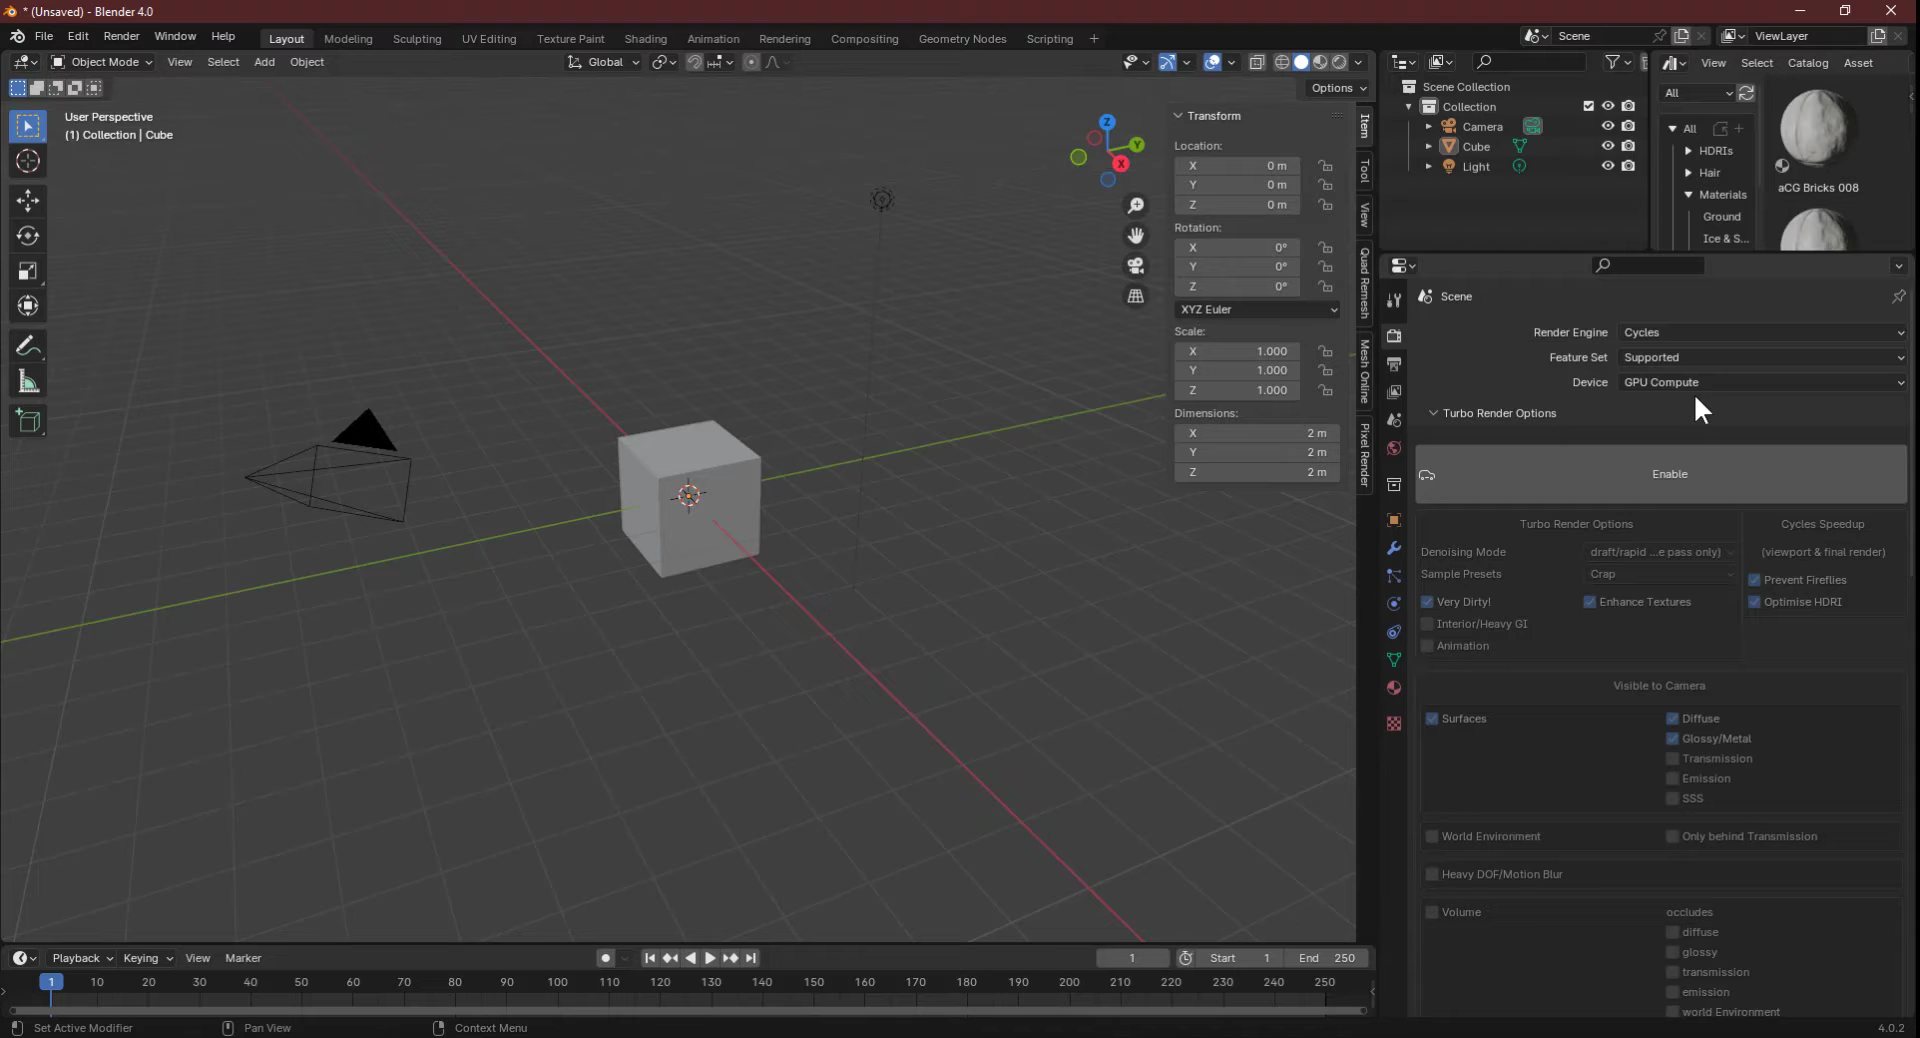 * (Unsaved) - Blender 4.0
File Edit Render Window Help Layout Modeling Sculpting UV Editing Texture Paint Shading Animation Rendering Compositing Geometry Nodes Scripting + Scene ViewLayer
Object Mode View Select Add Object Global
Options
User Perspective
(1) Collection | Cube
Z
Y
X
Transform
Location:
X 0 m
Y 0 m
Z 0 m
Rotation:
X 0°
Y 0°
Z 0°
XYZ Euler
Scale:
X 1.000
Y 1.000
Z 1.000
Dimensions:
X 2 m
Y 2 m
Z 2 m
Item
Tool
View
Quad Remesh
Mesh Online
Pixel Render
Scene Collection
Collection
Camera
Cube
Light
View Select Catalog Asset
All
All
HDRIs
Hair
Materials
Ground
Ice & S...
aCG Bricks 008
Scene
Render Engine Cycles
Feature Set Supported
Device GPU Compute
Turbo Render Options
Enable
Turbo Render Options
Denoising Mode draft/rapid ...e pass only)
Sample Presets Crap
Very Dirty! Enhance Textures
Interior/Heavy GI
Animation
Cycles Speedup
(viewport & final render)
Prevent Fireflies
Optimise HDRI
Visible to Camera
Surfaces Diffuse
Glossy/Metal
Transmission
Emission
SSS
World Environment Only behind Transmission
Heavy DOF/Motion Blur
Volume occludes
diffuse
glossy
transmission
emission
world Environment
Playback Keying View Marker 1 Start 1 End 250
1 10 20 30 40 50 60 70 80 90 100 110 120 130 140 150 160 170 180 190 200 210 220 230 240 250
Set Active Modifier Pan View Context Menu 4.0.2